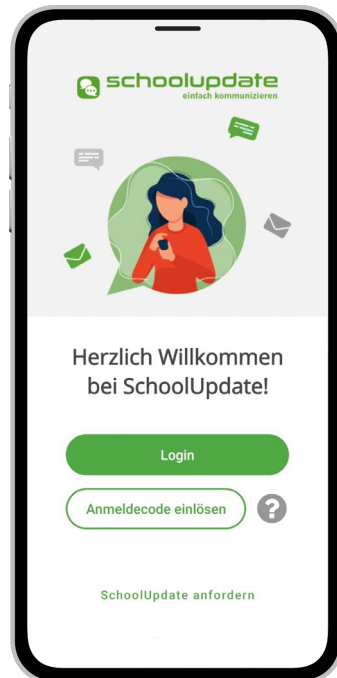 schoolupdate
einfach kommunizieren
Herzlich Willkommen
bei SchoolUpdate!
Login
Anmeldecode einlösen ?
SchoolUpdate anfordern